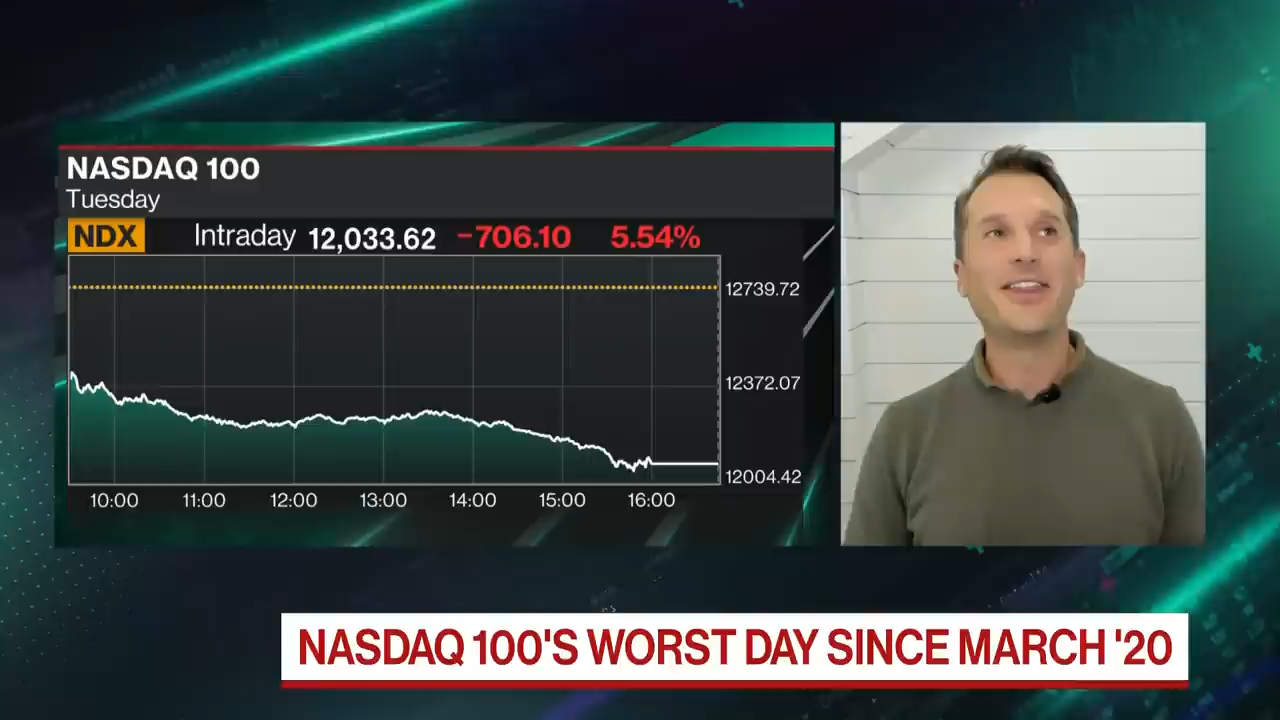 NASDAQ 100
Tuesday
NDX Intraday 12,033.62 −706.10 5.54%
12739.72
12372.07
12004.42
10:00 11:00 12:00 13:00 14:00 15:00 16:00
NASDAQ 100'S WORST DAY SINCE MARCH '20